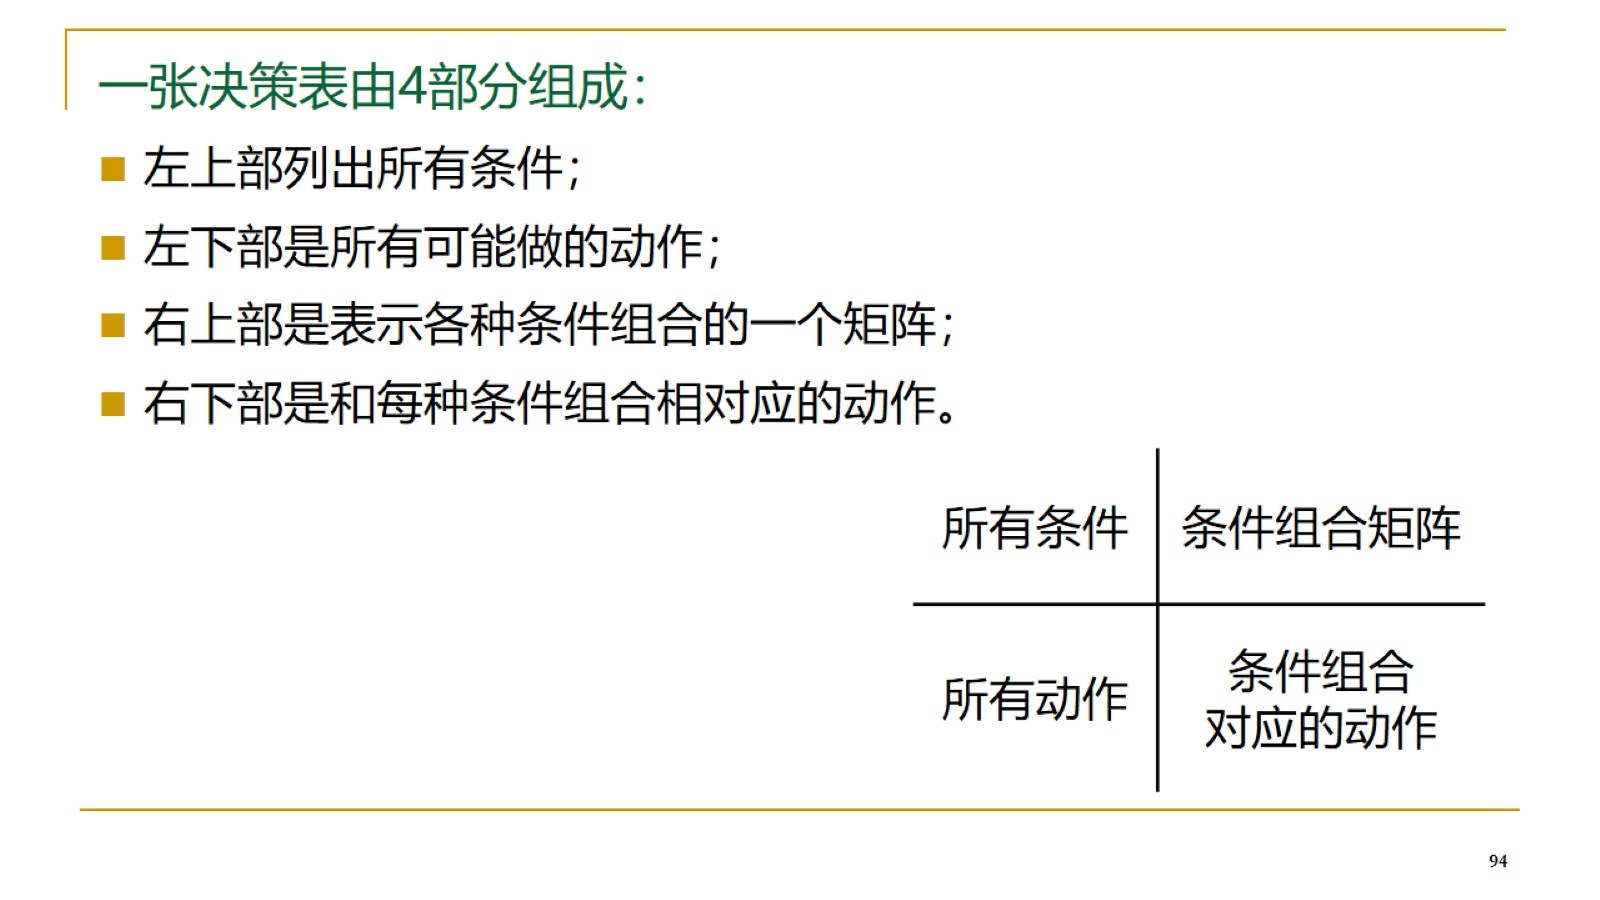 一张决策表由4部分组成：
左上部列出所有条件；
左下部是所有可能做的动作；
右上部是表示各种条件组合的一个矩阵；
右下部是和每种条件组合相对应的动作。
所有条件
条件组合矩阵
所有动作
条件组合
对应的动作
94